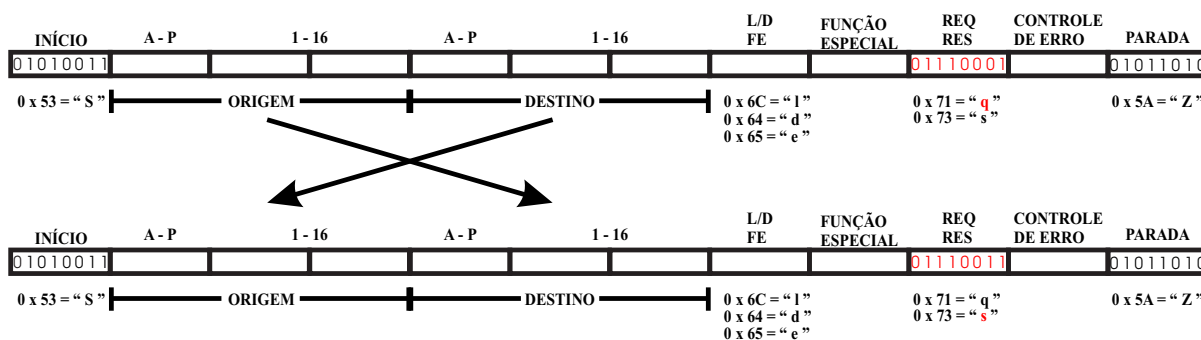 L/D FUNÇÃO REQ CONTROLE
INÍCIO A - P 1 - 16 A - P 1 - 16 FE ESPECIAL RES DE ERRO PARADA
01010011 01110001 01011010
0 x 53 = “ S ” ORIGEM DESTINO 0 x 6C = “ l ” 0 x 71 = “ q ” 0 x 5A = “ Z ”
0 x 64 = “ d ” 0 x 73 = “ s ”
0 x 65 = “ e ”
L/D FUNÇÃO REQ CONTROLE
INÍCIO A - P 1 - 16 A - P 1 - 16 FE ESPECIAL RES DE ERRO PARADA
01010011 01110011 01011010
0 x 53 = “ S ” ORIGEM DESTINO 0 x 6C = “ l ” 0 x 71 = “ q ” 0 x 5A = “ Z ”
0 x 64 = “ d ” 0 x 73 = “ s ”
0 x 65 = “ e ”